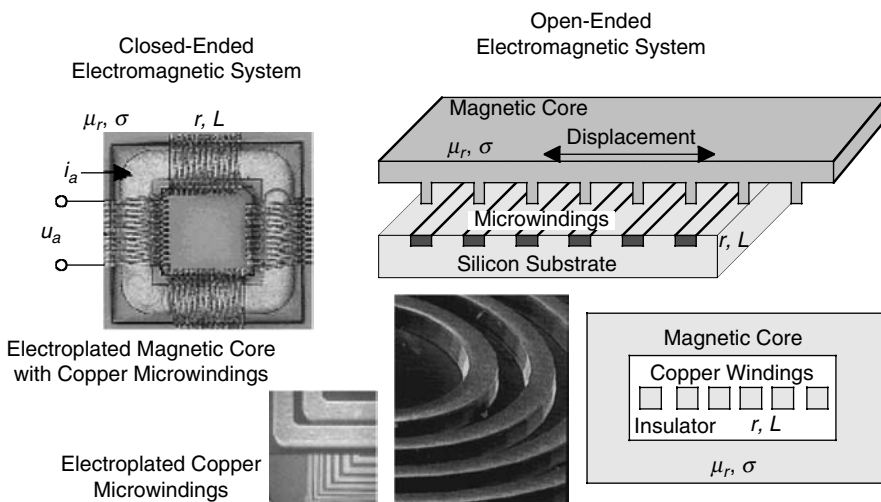 Closed-Ended
Electromagnetic System
μr, σ
r, L
ia
ua
Electroplated Magnetic Core
with Copper Microwindings
Electroplated Copper
Microwindings
Open-Ended
Electromagnetic System
Magnetic Core
μr, σ
Displacement
Microwindings
r, L
Silicon Substrate
Magnetic Core
Copper Windings
Insulator
r, L
μr, σ